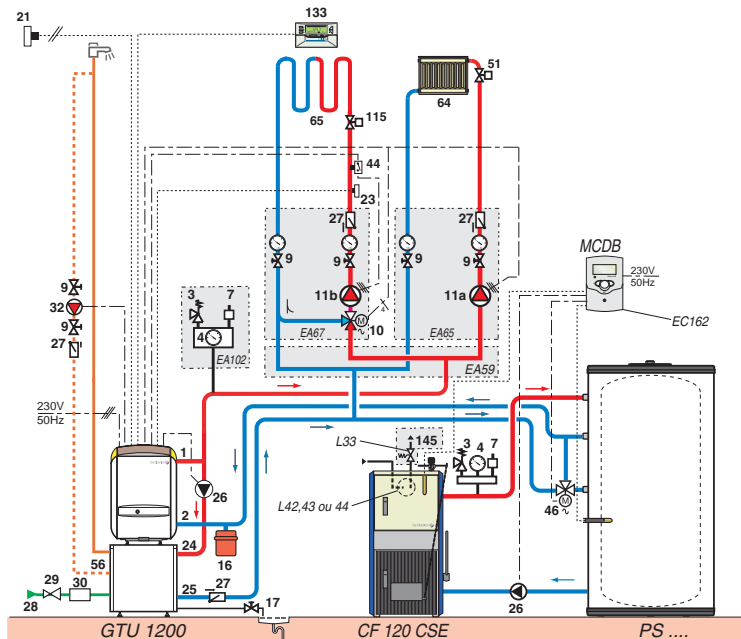 21
133
51
64
65
115
44
23
27
27
9
9
9
MCDB
230V
50Hz
EC162
11b
11a
M
10
EA67
EA65
EA59
3
7
4
EA102
9
32
9
27
230V
50Hz
1
26
2
24
16
56
25
27
17
29
30
28
L33
145
3
4
7
L42,43 ou 44
46
M
26
GTU 1200
CF 120 CSE
PS ....